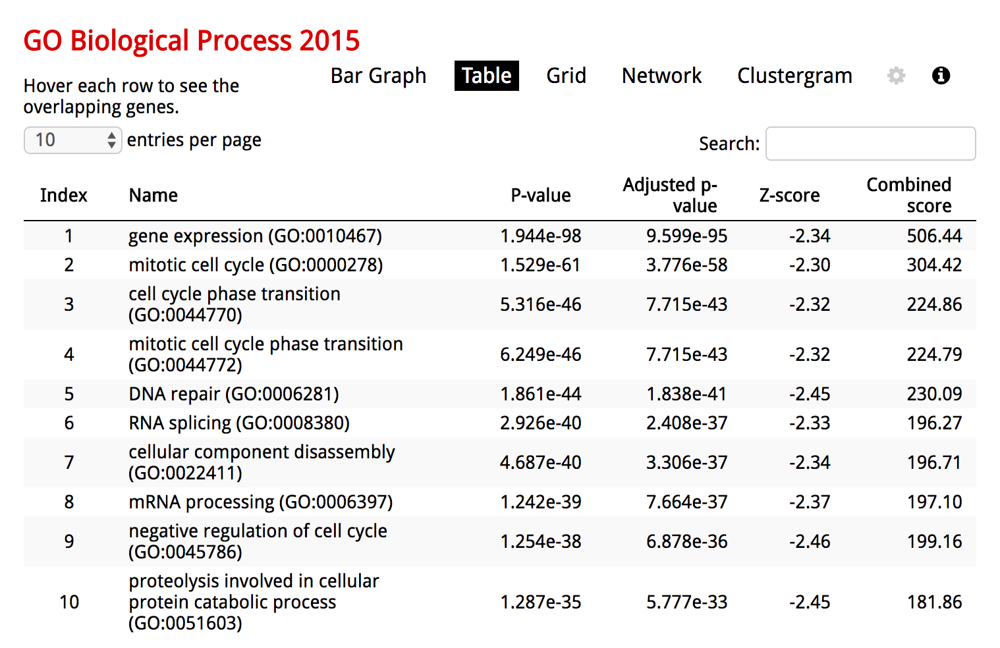 GO Biological Process 2015
Bar Graph Table Grid Network Clustergram
Hover each row to see the
overlapping genes.
10 entries per page
Search:
Index Name P-value Adjusted p-
value Z-score Combined
score
1 gene expression (GO:0010467) 1.944e-98 9.599e-95 -2.34 506.44
2 mitotic cell cycle (GO:0000278) 1.529e-61 3.776e-58 -2.30 304.42
3 cell cycle phase transition
(GO:0044770) 5.316e-46 7.715e-43 -2.32 224.86
4 mitotic cell cycle phase transition
(GO:0044772) 6.249e-46 7.715e-43 -2.32 224.79
5 DNA repair (GO:0006281) 1.861e-44 1.838e-41 -2.45 230.09
6 RNA splicing (GO:0008380) 2.926e-40 2.408e-37 -2.33 196.27
7 cellular component disassembly
(GO:0022411) 4.687e-40 3.306e-37 -2.34 196.71
8 mRNA processing (GO:0006397) 1.242e-39 7.664e-37 -2.37 197.10
9 negative regulation of cell cycle
(GO:0045786) 1.254e-38 6.878e-36 -2.46 199.16
10 proteolysis involved in cellular
protein catabolic process
(GO:0051603) 1.287e-35 5.777e-33 -2.45 181.86